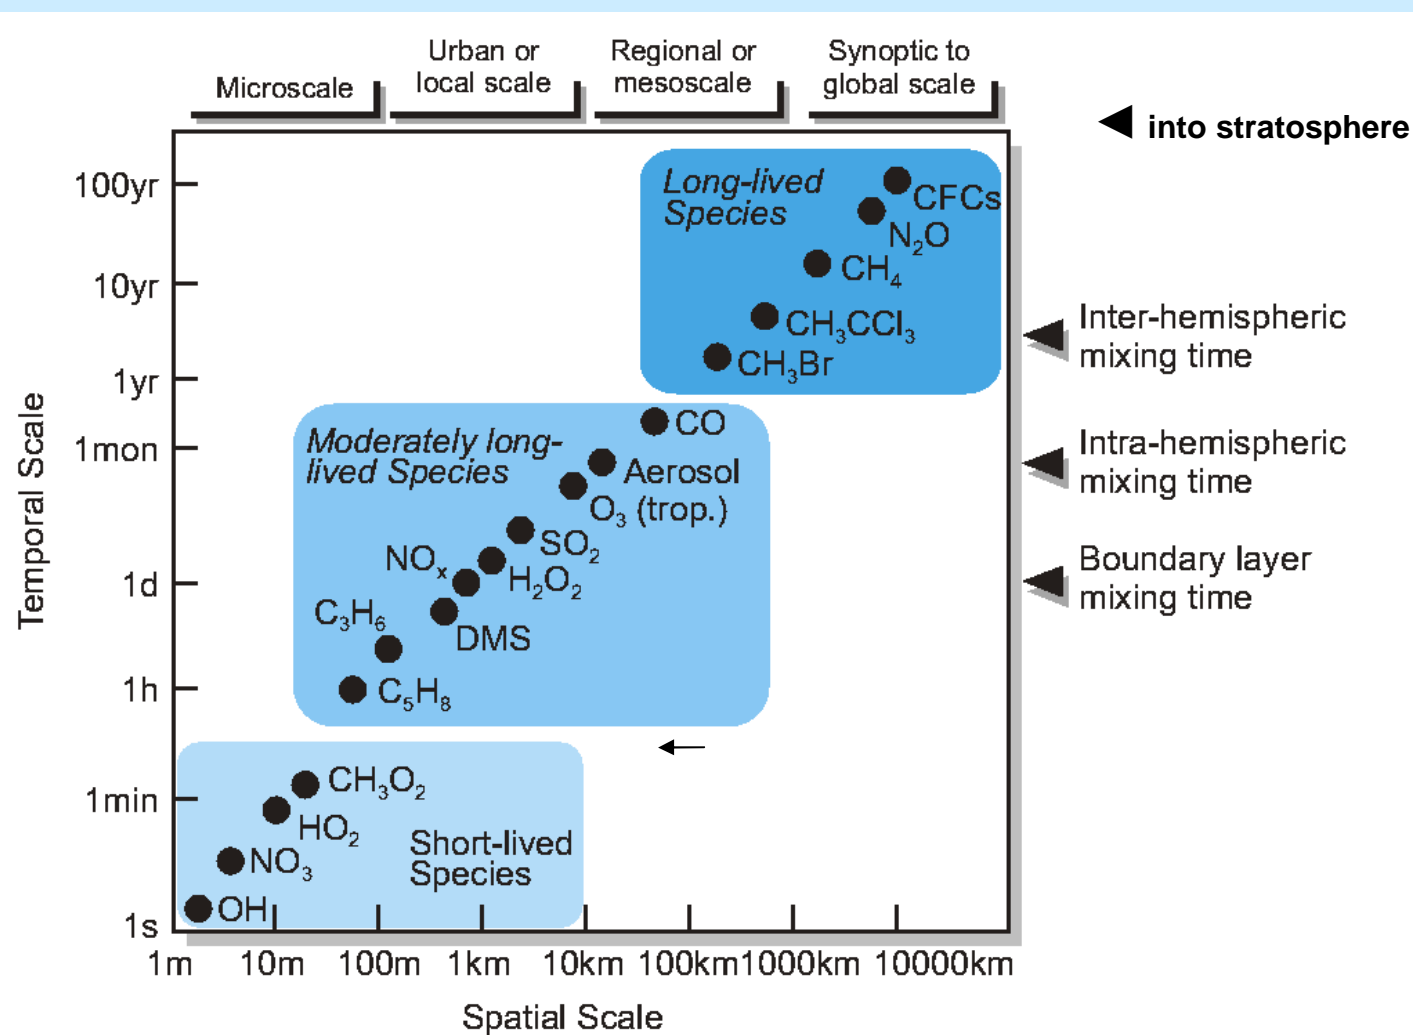 Microscale
Urban or
local scale
Regional or
mesoscale
Synoptic to
global scale
into stratosphere
100yr
10yr
1yr
1mon
1d
1h
1min
1s
Temporal Scale
Long-lived
Species
CFCs
N₂O
CH₄
CH₃CCl₃
CH₃Br
Moderately long-
lived Species
CO
Aerosol
O₃ (trop.)
SO₂
NOₓ
H₂O₂
C₃H₆
DMS
C₅H₈
CH₃O₂
HO₂
Short-lived
Species
NO₃
OH
Inter-hemispheric
mixing time
Intra-hemispheric
mixing time
Boundary layer
mixing time
1m 10m 100m 1km 10km 100km 1000km 10000km
Spatial Scale